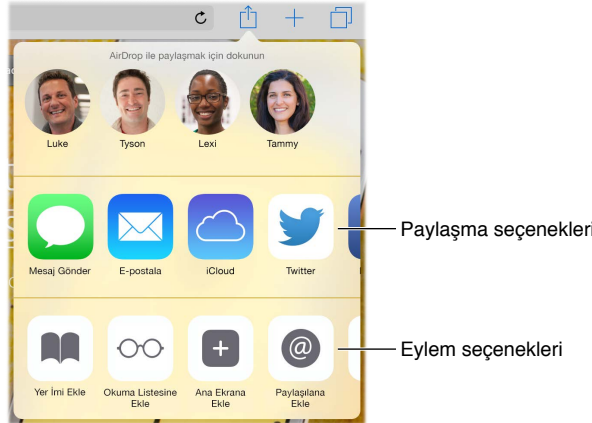 AirDrop ile paylaşmak için dokunun
Luke
Tyson
Lexi
Tammy
Paylaşma seçenekleri
Mesaj Gönder
E-postala
iCloud
Twitter
Eylem seçenekleri
Yer İmi Ekle
Okuma Listesine
Ekle
Ana Ekrana
Ekle
Paylaşılana
Ekle
@